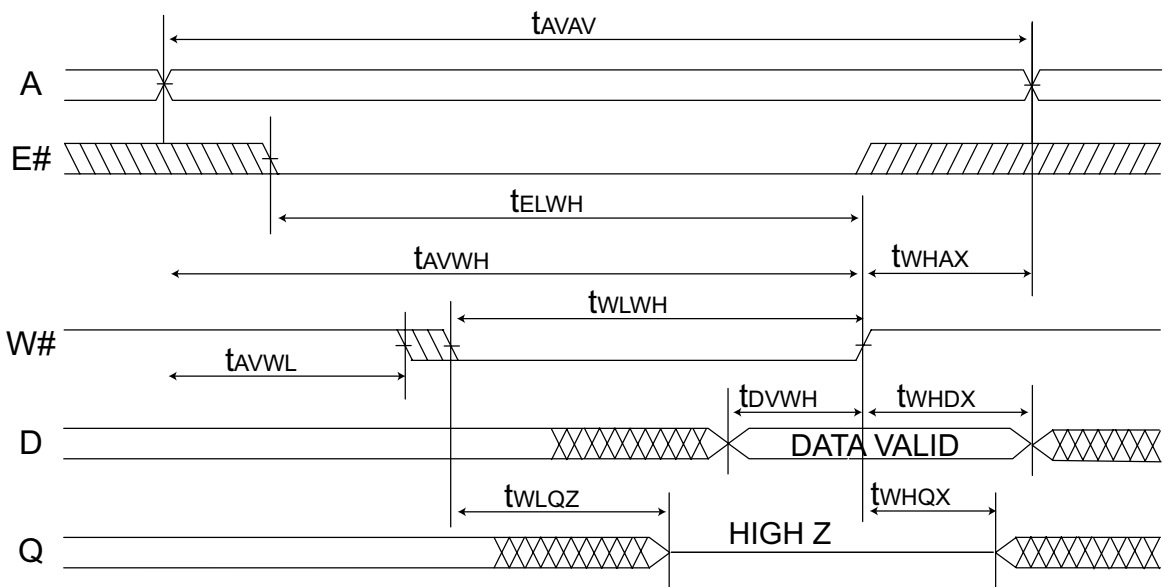 tAVAV
A
E#
tELWH
tAVWH
tWHAX
tWLWH
W#
tAVWL
tDVWH
tWHDX
D
DATA VALID
tWLQZ
tWHQX
HIGH Z
Q